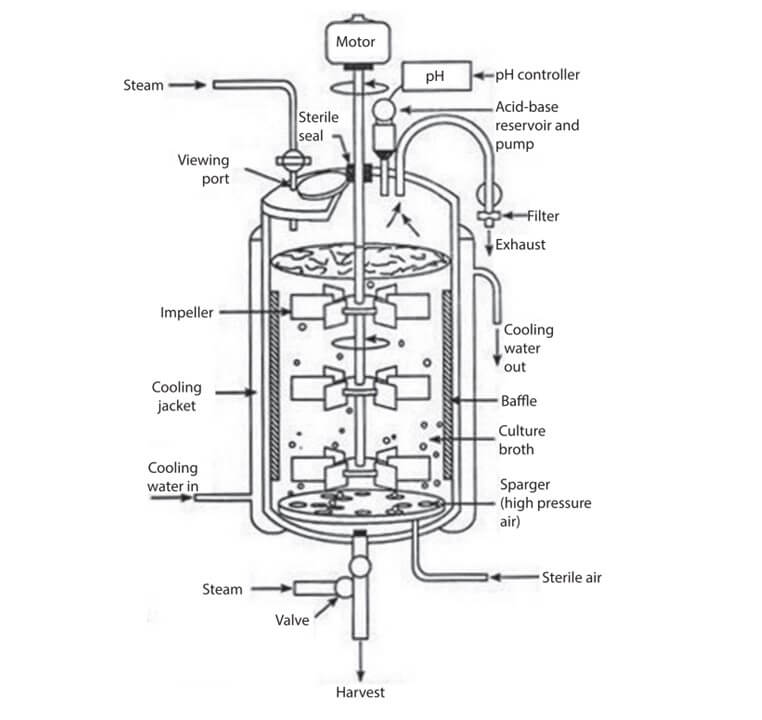 Motor
pH
pH controller
Steam
Acid-base
reservoir and
pump
Sterile
seal
Viewing
port
Filter
Exhaust
Impeller
Cooling
water
out
Cooling
jacket
Baffle
Culture
broth
Cooling
water in
Sparger
(high pressure
air)
Sterile air
Steam
Valve
Harvest